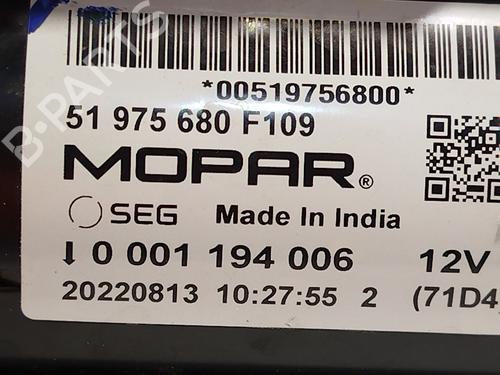 *00519756800*
51 975 680 F109
MOPAR®
SEG Made In India
↓0 001 194 006 12V
20220813 10:27:55 2 (71D4
B-PARTS